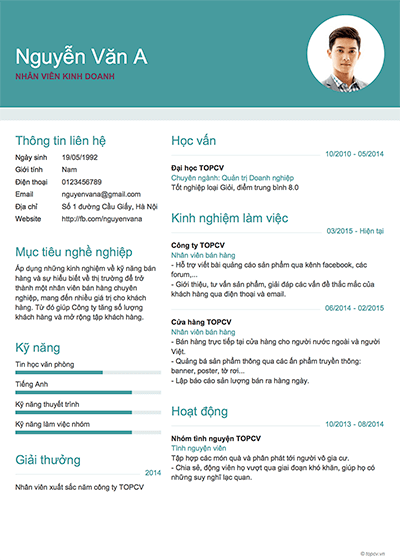 Nguyễn Văn A
NHÂN VIÊN KINH DOANH
Thông tin liên hệ
Ngày sinh 19/05/1992
Giới tính Nam
Điện thoại 0123456789
Email nguyenvana@gmail.com
Địa chỉ Số 1 đường Cầu Giấy, Hà Nội
Website http://fb.com/nguyenvana
Mục tiêu nghề nghiệp
Áp dụng những kinh nghiệm về kỹ năng bán
hàng và sự hiểu biết về thị trường để trở
thành một nhân viên bán hàng chuyên
nghiệp, mang đến nhiều giá trị cho khách
hàng. Từ đó giúp Công ty tăng số lượng
khách hàng và mở rộng tập khách hàng.
Kỹ năng
Tin học văn phòng
Tiếng Anh
Kỹ năng thuyết trình
Kỹ năng làm việc nhóm
Giải thưởng
2014
Nhân viên xuất sắc năm công ty TOPCV
Học vấn
10/2010 - 05/2014
Đại học TOPCV
Chuyên ngành: Quản trị Doanh nghiệp
Tốt nghiệp loại Giỏi, điểm trung bình 8.0
Kinh nghiệm làm việc
03/2015 - Hiện tại
Công ty TOPCV
Nhân viên bán hàng
- Hỗ trợ viết bài quảng cáo sản phẩm qua kênh facebook, các
forum,...
- Giới thiệu, tư vấn sản phẩm, giải đáp các vấn đề thắc mắc của
khách hàng qua điện thoại và email.
06/2014 - 02/2015
Cửa hàng TOPCV
Nhân viên bán hàng
- Bán hàng trực tiếp tại cửa hàng cho người nước ngoài và người
Việt.
- Quảng bá sản phẩm thông qua các ấn phẩm truyền thông:
banner, poster, tờ rơi...
- Lập báo cáo sản lượng bán ra hàng ngày.
Hoạt động
10/2013 - 08/2014
Nhóm tình nguyện TOPCV
Tình nguyện viên
Tập hợp các món quà và phân phát tới người vô gia cư.
- Chia sẻ, động viên họ vượt qua giai đoạn khó khăn, giúp họ có
những suy nghĩ lạc quan.
© topcv.vn